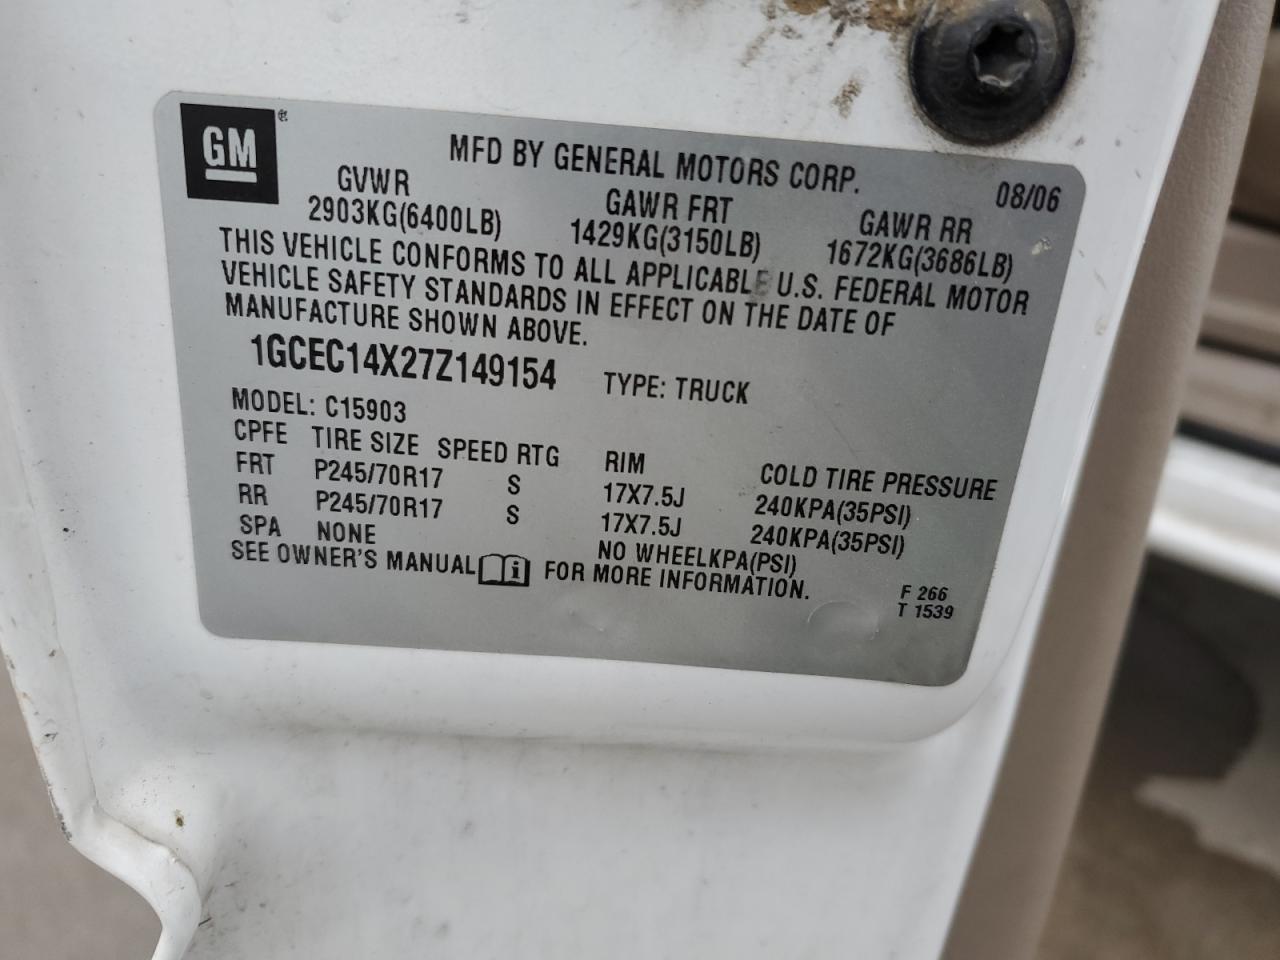 GM ®
MFD BY GENERAL MOTORS CORP. 08/06
GVWR GAWR FRT GAWR RR
2903KG(6400LB) 1429KG(3150LB) 1672KG(3686LB)
THIS VEHICLE CONFORMS TO ALL APPLICABLE U.S. FEDERAL MOTOR
VEHICLE SAFETY STANDARDS IN EFFECT ON THE DATE OF
MANUFACTURE SHOWN ABOVE.
1GCEC14X27Z149154 TYPE: TRUCK
MODEL: C15903
CPFE TIRE SIZE SPEED RTG RIM COLD TIRE PRESSURE
FRT P245/70R17 S 17X7.5J 240KPA(35PSI)
RR P245/70R17 S 17X7.5J 240KPA(35PSI)
SPA NONE NO WHEELKPA(PSI)
SEE OWNER'S MANUAL i FOR MORE INFORMATION.
F 266
T 1539